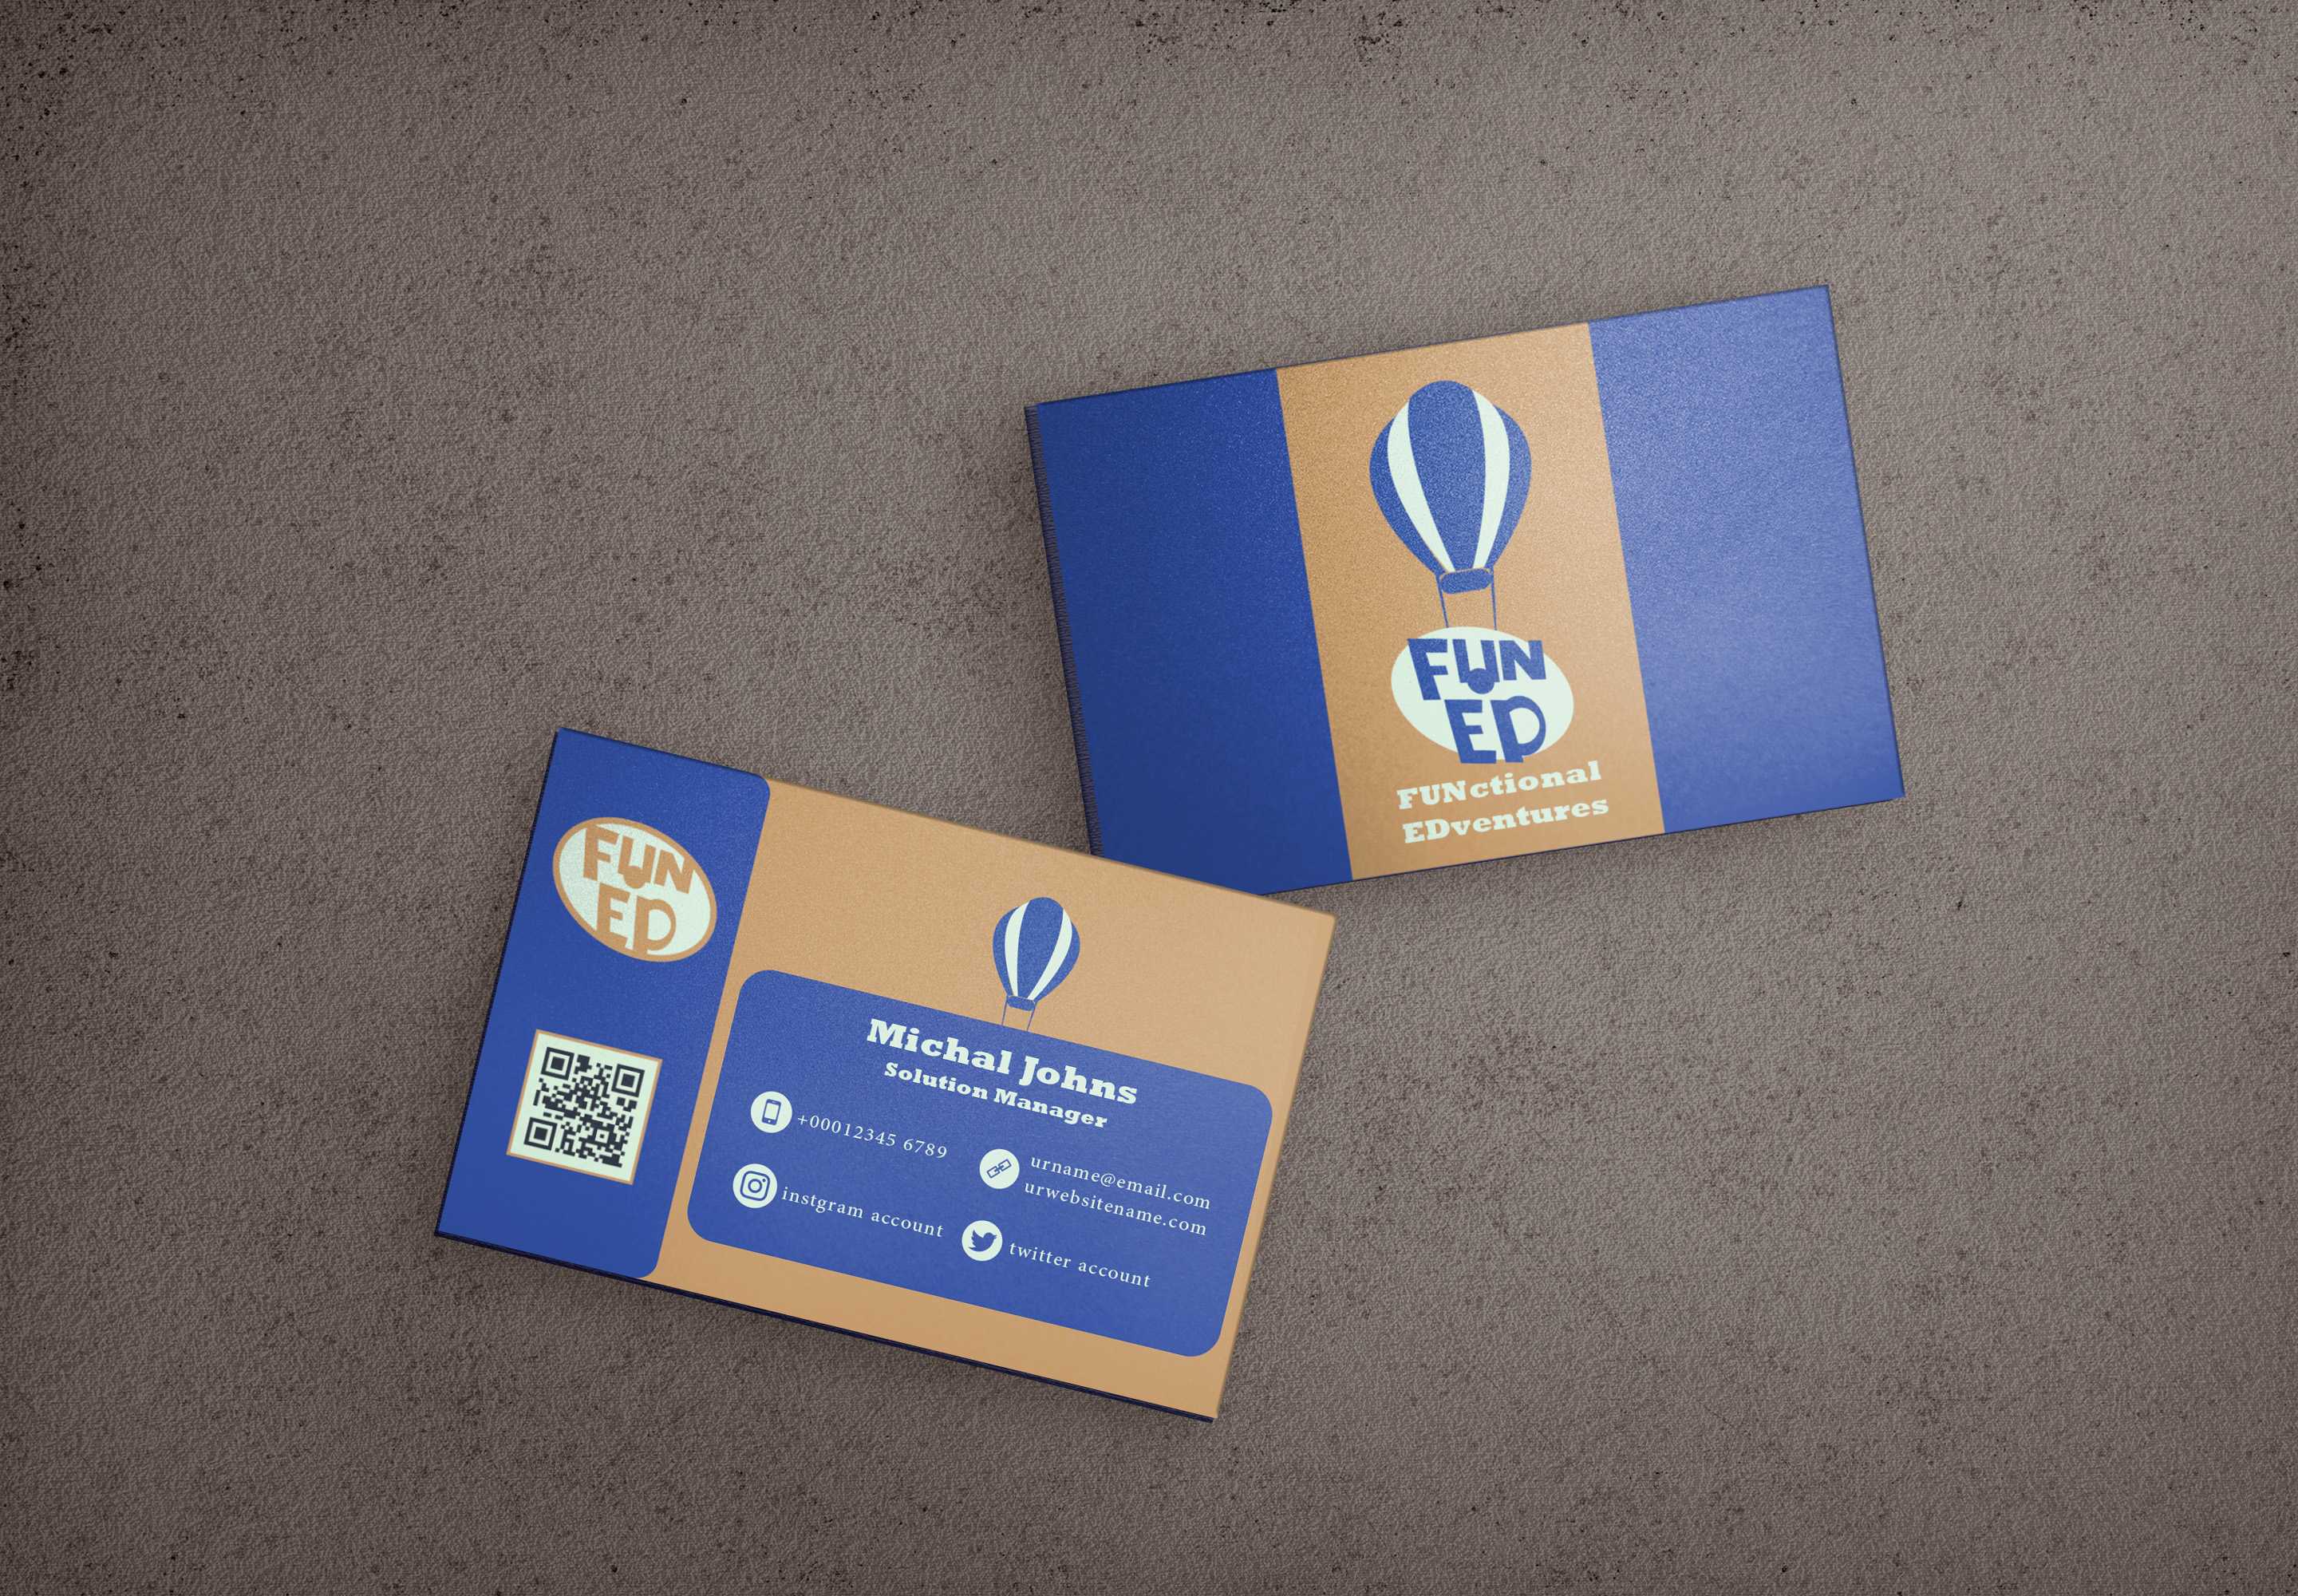 FUN
ED
FUNctional
EDventures
FUN
ED
Michal Johns
Solution Manager
+00012345 6789
urname@email.com
urwebsitename.com
instgram account
twitter account